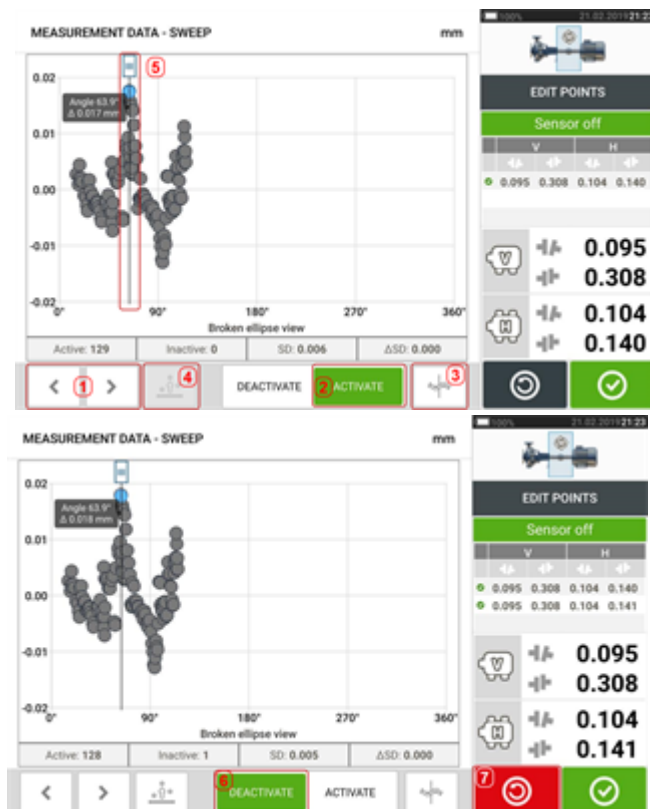 100% 21.02.2019 21:23
MEASUREMENT DATA - SWEEP mm
5
0.02
Angle 63.9°
Δ 0.017 mm
0.01
0.00
-0.01
-0.02
0° 90° 180° 270° 360°
Broken ellipse view
Active: 129 Inactive: 0 SD: 0.006 ΔSD: 0.000
1 4 DEACTIVATE 2 ACTIVATE 3
EDIT POINTS
Sensor off
V H
0.095 0.308 0.104 0.140
V 0.095
0.308
H 0.104
0.140
100% 21.02.2019 21:23
MEASUREMENT DATA - SWEEP mm
0.02
Angle 63.9°
Δ 0.018 mm
0.01
0.00
-0.01
-0.02
0° 90° 180° 270° 360°
Broken ellipse view
Active: 128 Inactive: 1 SD: 0.005 ΔSD: 0.000
6 DEACTIVATE ACTIVATE
EDIT POINTS
Sensor off
V H
0.095 0.308 0.104 0.140
0.095 0.308 0.104 0.141
V 0.095
0.308
H 0.104
0.141
7